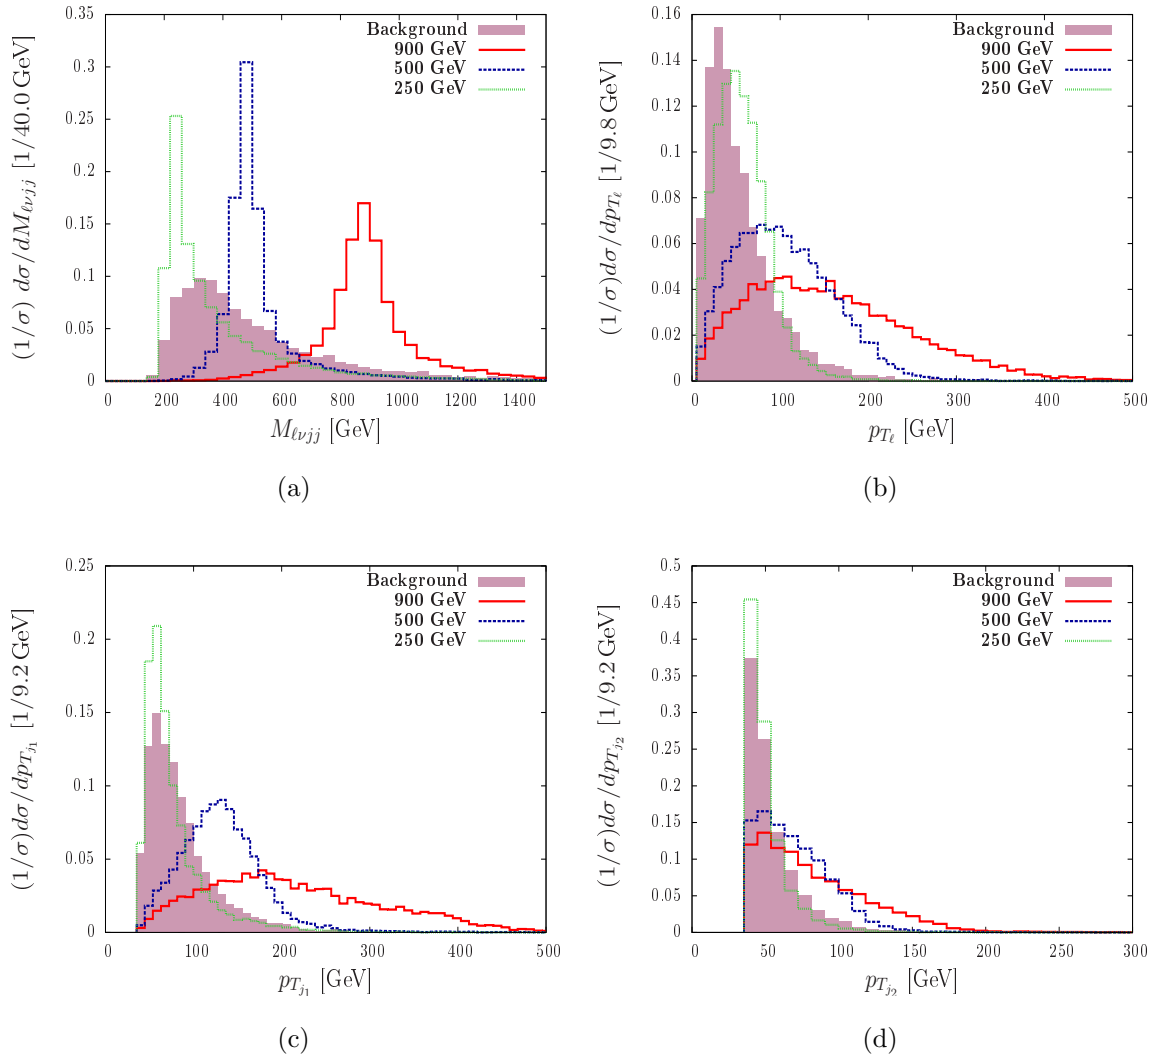 (1/σ) dσ/dM_{ℓνjj} [1/40.0 GeV]
0.35
0.3
0.25
0.2
0.15
0.1
0.05
0
Background
900 GeV
500 GeV
250 GeV
0 200 400 600 800 1000 1200 1400
M_{ℓνjj} [GeV]
(a)
(1/σ)dσ/dp_{T_ℓ} [1/9.8 GeV]
0.16
0.14
0.12
0.1
0.08
0.06
0.04
0.02
0
Background
900 GeV
500 GeV
250 GeV
0 100 200 300 400 500
p_{T_ℓ} [GeV]
(b)
(1/σ)dσ/dp_{T_{j_1}} [1/9.2 GeV]
0.25
0.2
0.15
0.1
0.05
0
Background
900 GeV
500 GeV
250 GeV
0 100 200 300 400 500
p_{T_{j_1}} [GeV]
(c)
(1/σ)dσ/dp_{T_{j_2}} [1/9.2 GeV]
0.5
0.45
0.4
0.35
0.3
0.25
0.2
0.15
0.1
0.05
0
Background
900 GeV
500 GeV
250 GeV
0 50 100 150 200 250 300
p_{T_{j_2}} [GeV]
(d)